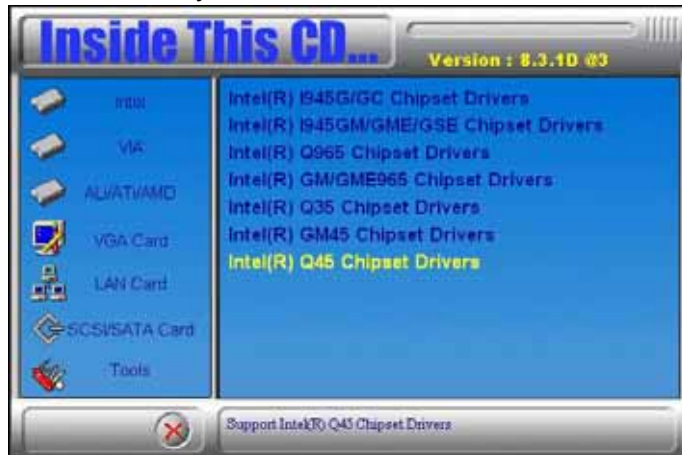 Inside This CD...
Version : 8.3.1D @3
Intel
VIA
ALi/ATi/AMD
VGA Card
LAN Card
SCSI/SATA Card
Tools
Intel(R) I945G/GC Chipset Drivers
Intel(R) I945GM/GME/GSE Chipset Drivers
Intel(R) Q965 Chipset Drivers
Intel(R) GM/GME965 Chipset Drivers
Intel(R) Q35 Chipset Drivers
Intel(R) GM45 Chipset Drivers
Intel(R) Q45 Chipset Drivers
Support Intel(R) Q45 Chipset Drivers